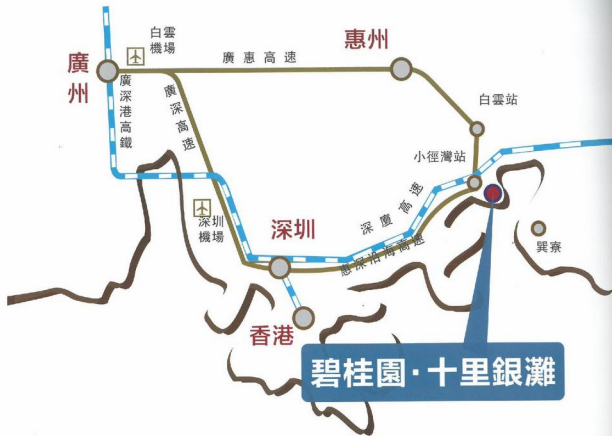 白雲
機場
廣惠高速
惠州
廣
州
廣深港高鐵
廣深高速
白雲站
小徑灣站
深圳
機場
深圳
深廈高速
惠深沿海高速
巽寮
香港
碧桂園·十里銀灘